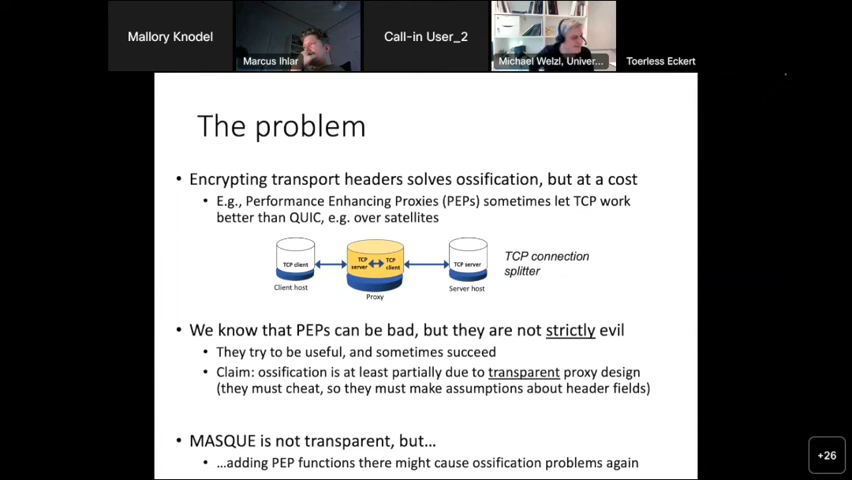 Mallory Knodel
Marcus Ihlar
Call-in User_2
Michael Welzl, Univer...
Toerless Eckert
The problem
• Encrypting transport headers solves ossification, but at a cost
• E.g., Performance Enhancing Proxies (PEPs) sometimes let TCP work
better than QUIC, e.g. over satellites
TCP client
TCP server
TCP client
TCP server
Client host
Proxy
Server host
TCP connection
splitter
• We know that PEPs can be bad, but they are not strictly evil
• They try to be useful, and sometimes succeed
• Claim: ossification is at least partially due to transparent proxy design
(they must cheat, so they must make assumptions about header fields)
• MASQUE is not transparent, but...
• ...adding PEP functions there might cause ossification problems again
+26